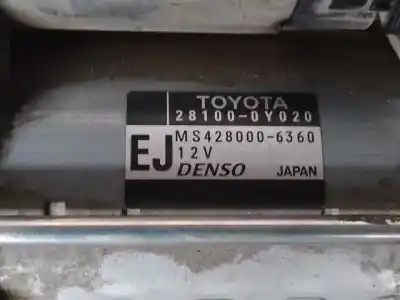 TOYOTA
28100-0Y020
EJ MS428000-6360
12V
DENSO JAPAN